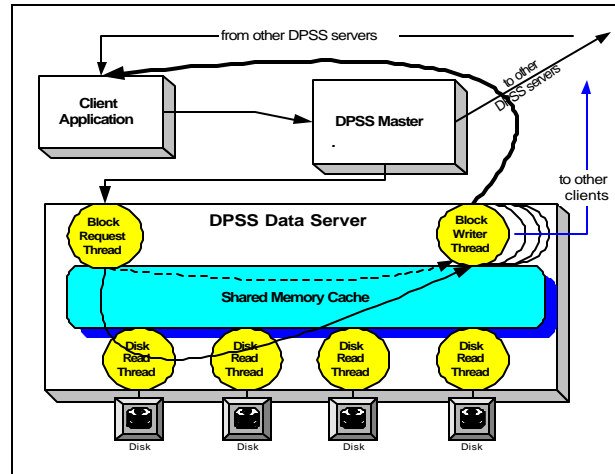 from other DPSS servers
to other
DPSS servers
Client
Application
DPSS Master
to other
clients
Block
Request
Thread
DPSS Data Server
Block
Writer
Thread
Shared Memory Cache
Disk
Read
Thread
Disk
Read
Thread
Disk
Read
Thread
Disk
Read
Thread
Disk
Disk
Disk
Disk